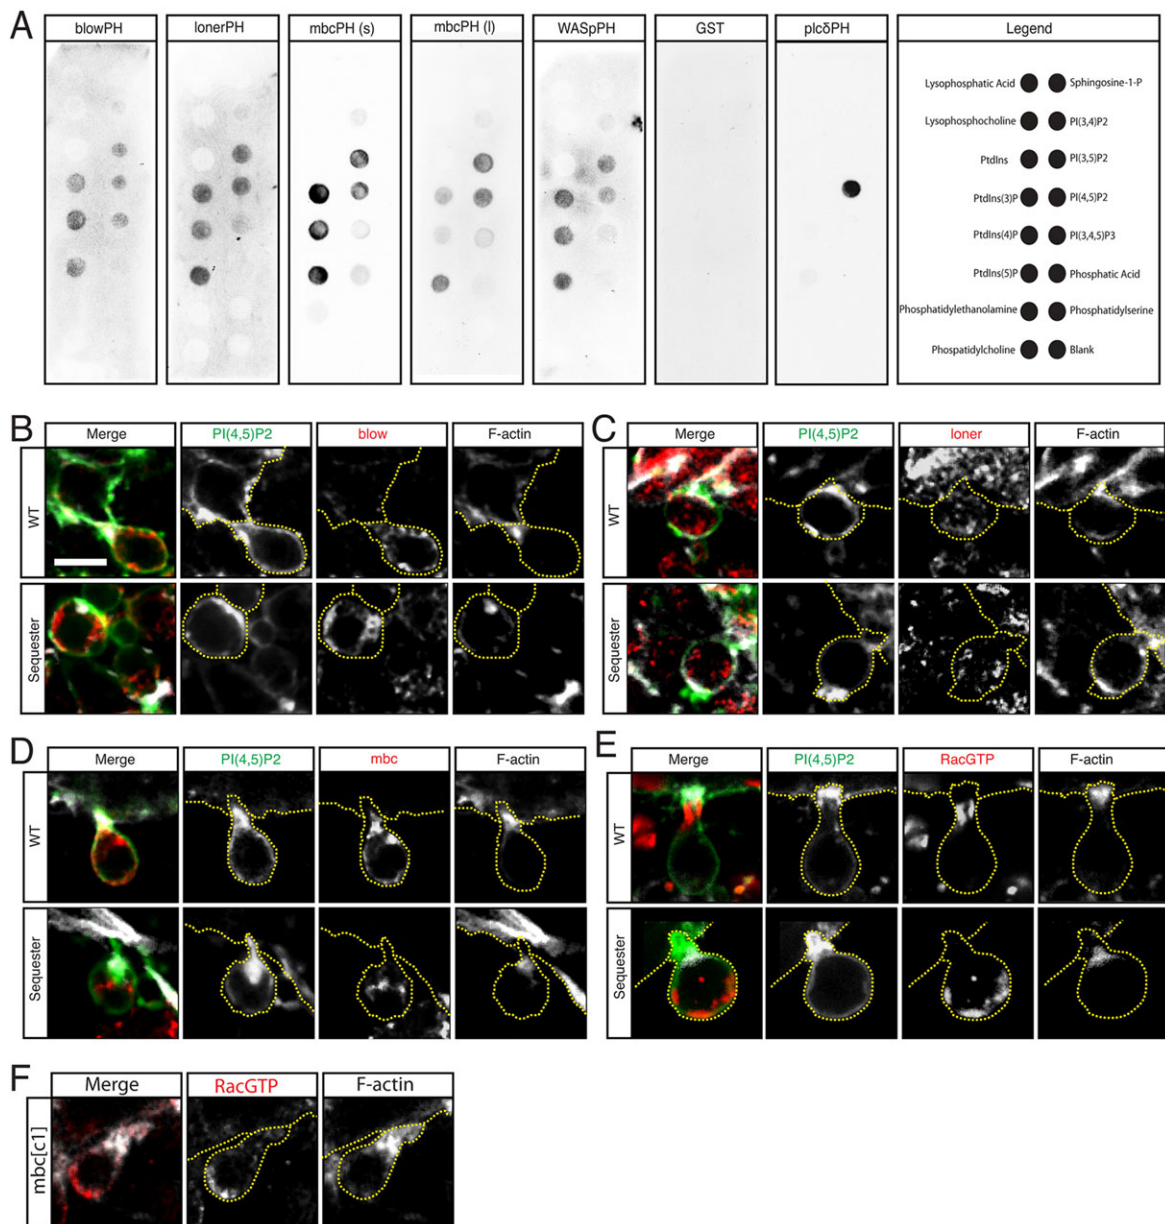 A
blowPH lonerPH mbcPH (s) mbcPH (l) WASpPH GST plcδPH Legend
Lysophosphatic Acid Sphingosine-1-P
Lysophosphocholine PI(3,4)P2
PtdIns PI(3,5)P2
PtdIns(3)P PI(4,5)P2
PtdIns(4)P PI(3,4,5)P3
PtdIns(5)P Phosphatic Acid
Phosphatidylethanolamine Phosphatidylserine
Phospatidylcholine Blank
B
Merge PI(4,5)P2 blow F-actin
WT
Sequester
C
Merge PI(4,5)P2 loner F-actin
WT
Sequester
D
Merge PI(4,5)P2 mbc F-actin
WT
Sequester
E
Merge PI(4,5)P2 RacGTP F-actin
WT
Sequester
F
Merge RacGTP F-actin
mbc[c1]